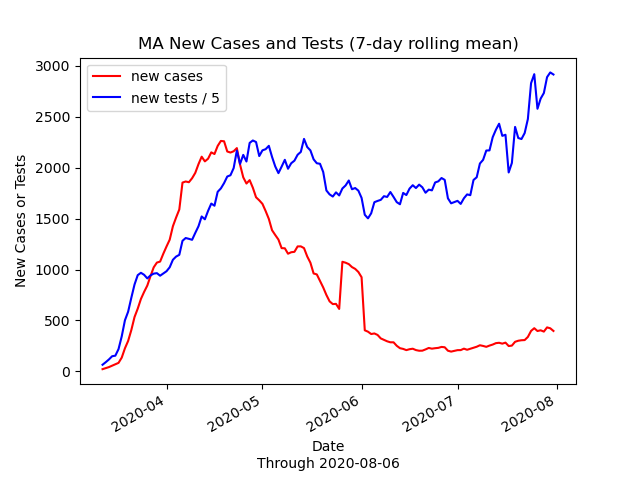 MA New Cases and Tests (7-day rolling mean)
new cases
new tests / 5
New Cases or Tests
3000
2500
2000
1500
1000
500
0
2020-04
2020-05
2020-06
2020-07
2020-08
Date
Through 2020-08-06